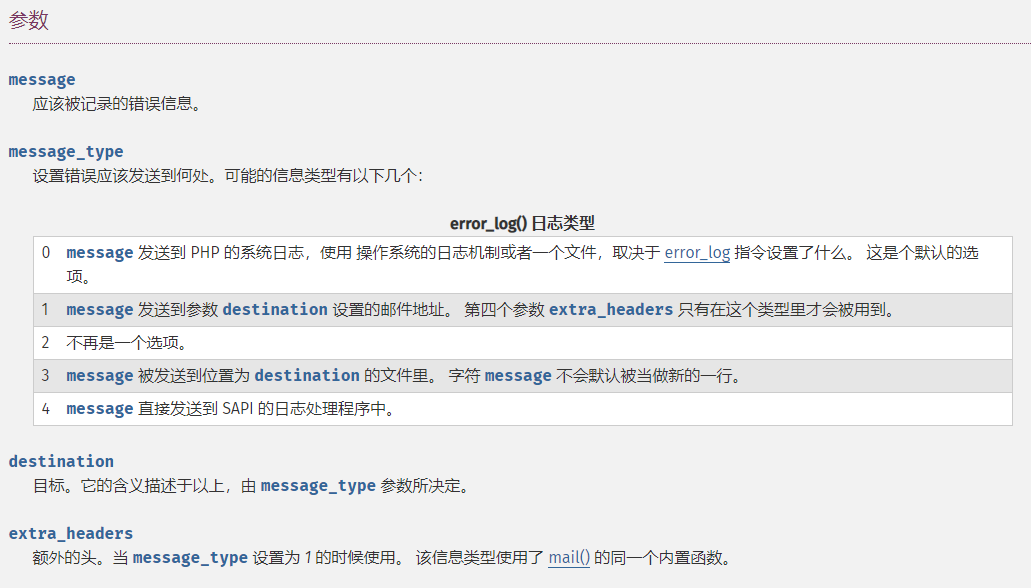 参数
message
应该被记录的错误信息。
message_type
设置错误应该发送到何处。可能的信息类型有以下几个：
error_log() 日志类型
0 message 发送到 PHP 的系统日志，使用 操作系统的日志机制或者一个文件，取决于 error_log 指令设置了什么。 这是个默认的选
项。
1 message 发送到参数 destination 设置的邮件地址。 第四个参数 extra_headers 只有在这个类型里才会被用到。
2 不再是一个选项。
3 message 被发送到位置为 destination 的文件里。 字符 message 不会默认被当做新的一行。
4 message 直接发送到 SAPI 的日志处理程序中。
destination
目标。它的含义描述于以上，由 message_type 参数所决定。
extra_headers
额外的头。当 message_type 设置为 1 的时候使用。 该信息类型使用了 mail() 的同一个内置函数。